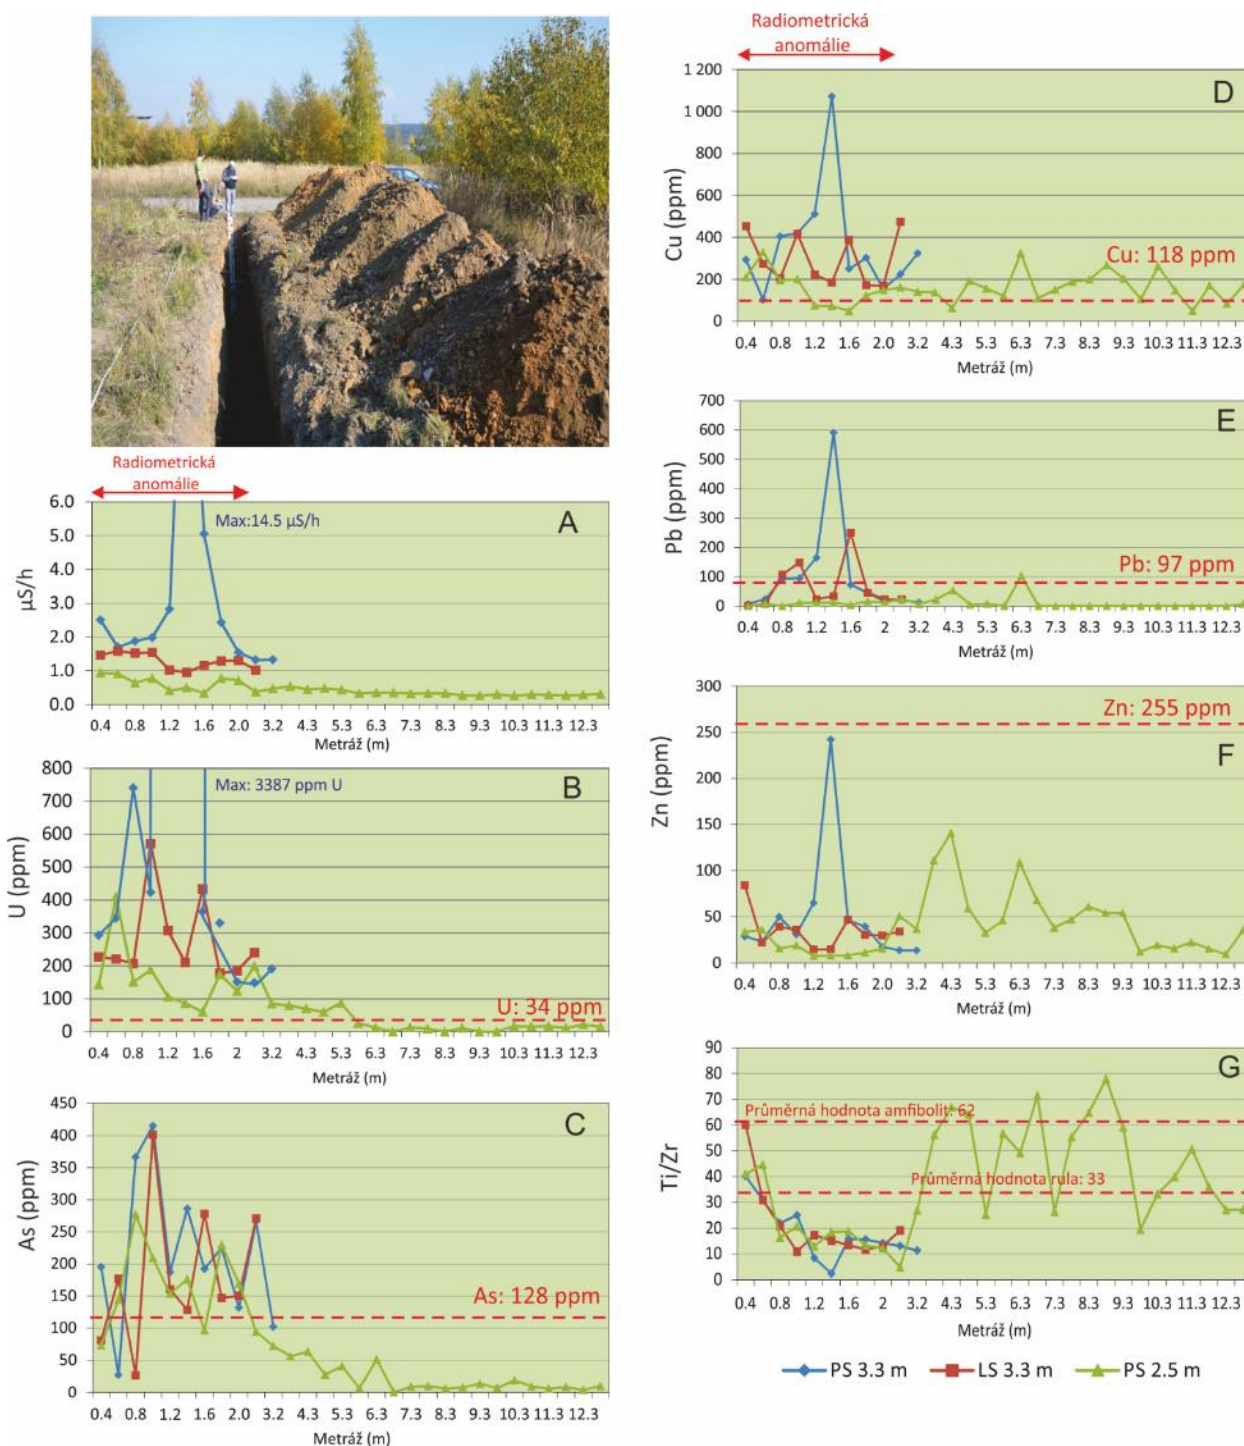 Radiometrická
anomálie
µS/h
6.0
5.0
4.0
3.0
2.0
1.0
0.0
A
Max:14.5 µS/h
0.4 0.8 1.2 1.6 2.0 3.2 4.3 5.3 6.3 7.3 8.3 9.3 10.3 11.3 12.3
Metráž (m)
U (ppm)
800
700
600
500
400
300
200
100
0
B
Max: 3387 ppm U
U: 34 ppm
0.4 0.8 1.2 1.6 2 3.2 4.3 5.3 6.3 7.3 8.3 9.3 10.3 11.3 12.3
Metráž (m)
As (ppm)
450
400
350
300
250
200
150
100
50
0
C
As: 128 ppm
0.4 0.8 1.2 1.6 2.0 3.2 4.3 5.3 6.3 7.3 8.3 9.3 10.3 11.3 12.3
Metráž (m)
Radiometrická
anomálie
Cu (ppm)
1 200
1 000
800
600
400
200
0
D
Cu: 118 ppm
0.4 0.8 1.2 1.6 2.0 3.2 4.3 5.3 6.3 7.3 8.3 9.3 10.3 11.3 12.3
Metráž (m)
Pb (ppm)
700
600
500
400
300
200
100
0
E
Pb: 97 ppm
0.4 0.8 1.2 1.6 2 3.2 4.3 5.3 6.3 7.3 8.3 9.3 10.3 11.3 12.3
Metráž (m)
Zn (ppm)
300
250
200
150
100
50
0
Zn: 255 ppm
F
0.4 0.8 1.2 1.6 2.0 3.2 4.3 5.3 6.3 7.3 8.3 9.3 10.3 11.3 12.3
Metráž (m)
Ti/Zr
90
80
70
60
50
40
30
20
10
0
G
Průměrná hodnota amfibolit: 62
Průměrná hodnota rula: 33
0.4 0.8 1.2 1.6 2 3.2 4.3 5.3 6.3 7.3 8.3 9.3 10.3 11.3 12.3
Metráž (m)
PS 3.3 m LS 3.3 m PS 2.5 m